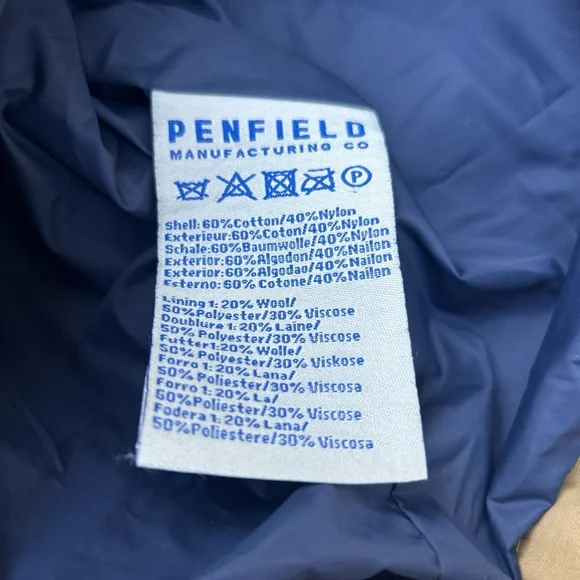 PENFIELD
MANUFACTURING CO
P
Shell: 60%Cotton/40%Nylon
Exterieur:60%Coton/40%Nylon
Schale:60%Baumwolle/40%Nylon
Exterior:60%Algodon/40%Nailon
Exterior:60%Algodao/40%Nailon
Esterno: 60% Cotone/40%Nailon
Lining 1: 20% Wool/
50%Polyester/30% Viscose
Doublure 1: 20% Laine/
50% Polyester/30% Viscose
Futter1:20% Wolle/
50% Polyester/30% Viskose
Forro 1: 20% Lana/
50% Poliester/30% Viscosa
Forro 1: 20% La/
50%Poliester/30% Viscose
Fodera 1: 20% Lana/
50%Poliestere/30% Viscosa